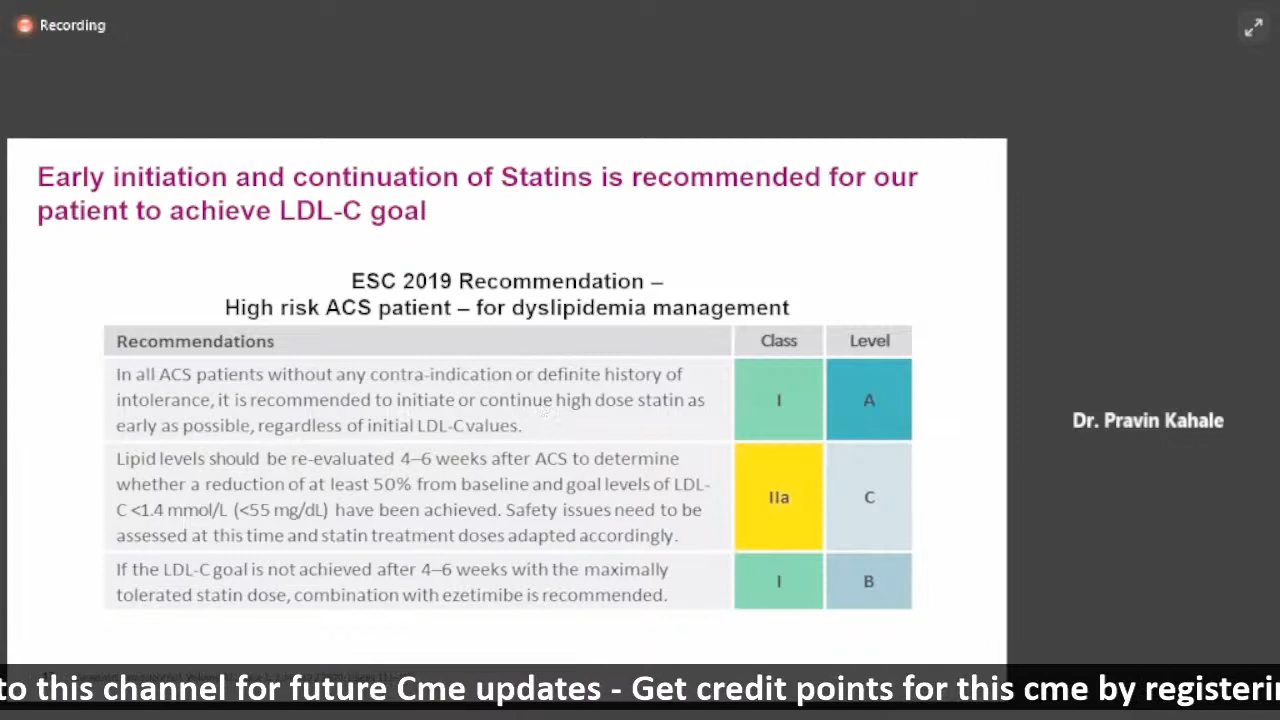 Recording
Early initiation and continuation of Statins is recommended for our
patient to achieve LDL-C goal
ESC 2019 Recommendation –
High risk ACS patient – for dyslipidemia management
Recommendations Class Level
In all ACS patients without any contra-indication or definite history of
intolerance, it is recommended to initiate or continue high dose statin as
early as possible, regardless of initial LDL-C values.
I A
Lipid levels should be re-evaluated 4–6 weeks after ACS to determine
whether a reduction of at least 50% from baseline and goal levels of LDL-
C <1.4 mmol/L (<55 mg/dL) have been achieved. Safety issues need to be
assessed at this time and statin treatment doses adapted accordingly.
IIa C
If the LDL-C goal is not achieved after 4–6 weeks with the maximally
tolerated statin dose, combination with ezetimibe is recommended.
I B
Dr. Pravin Kahale
to this channel for future Cme updates - Get credit points for this cme by registeri